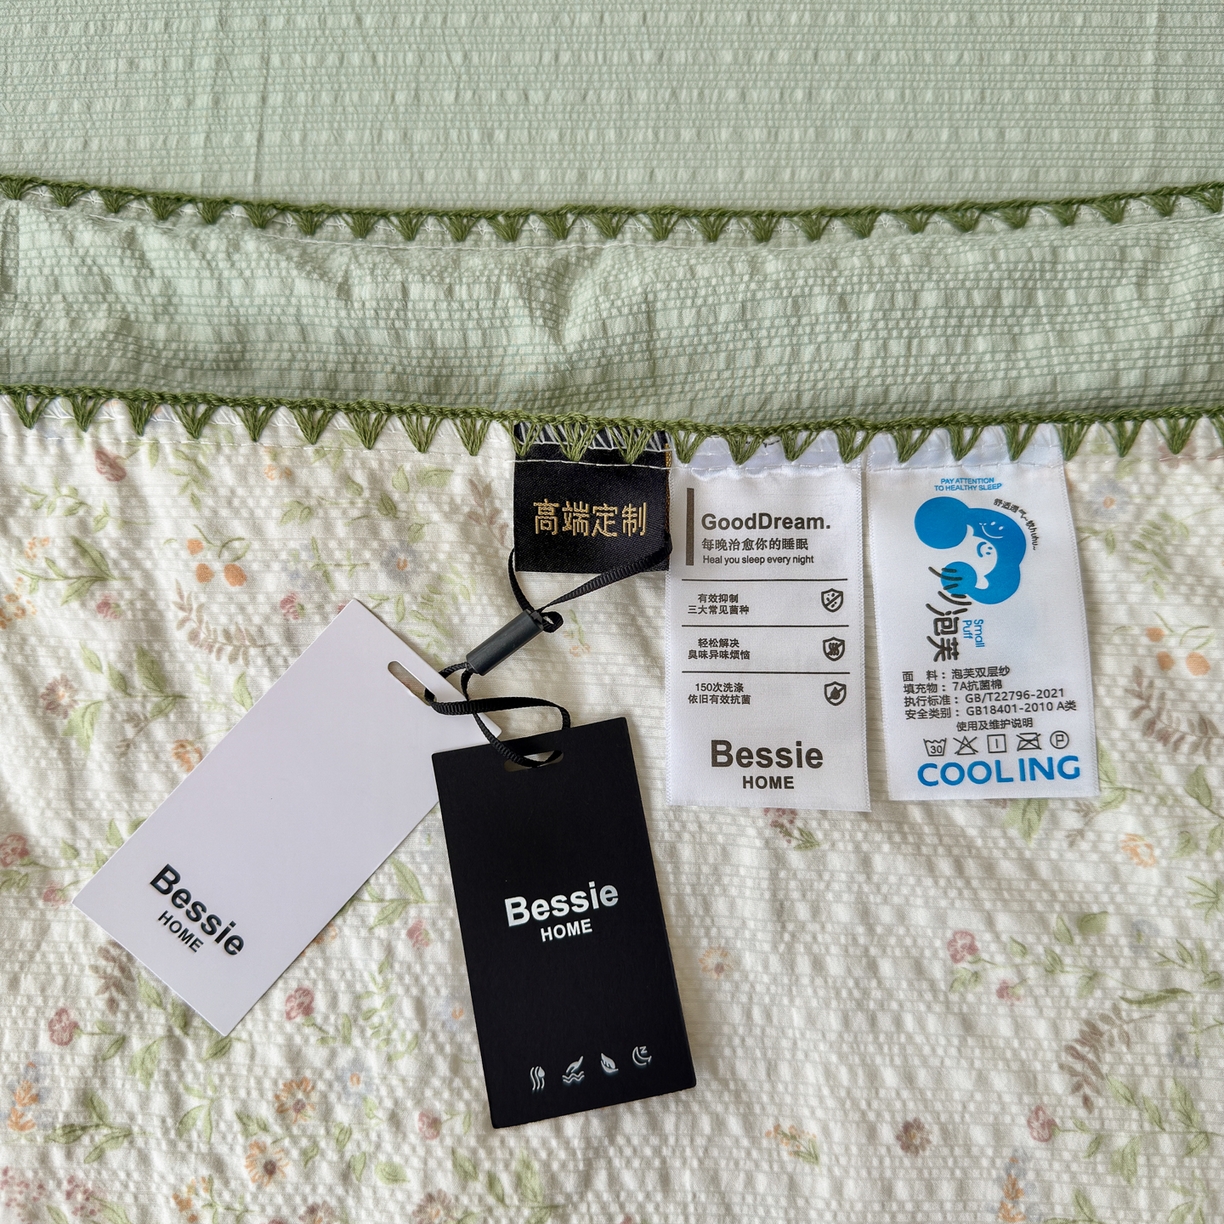 高端定制
GoodDream.
每晚治愈你的睡眠
Heal you sleep every night
有效抑制
三大常见菌种
轻松解决
臭味异味烦恼
150次洗涤
依旧有效抗菌
Bessie
HOME
PAY ATTENTION
TO HEALTHY SLEEP
小小泡芙
Small
Puff
面 料：泡芙双层纱
填充物：7A抗菌棉
执行标准：GB/T22796-2021
安全类别：GB18401-2010 A类
使用及维护说明
30
P
COOLING
Bessie
HOME
Bessie
HOME